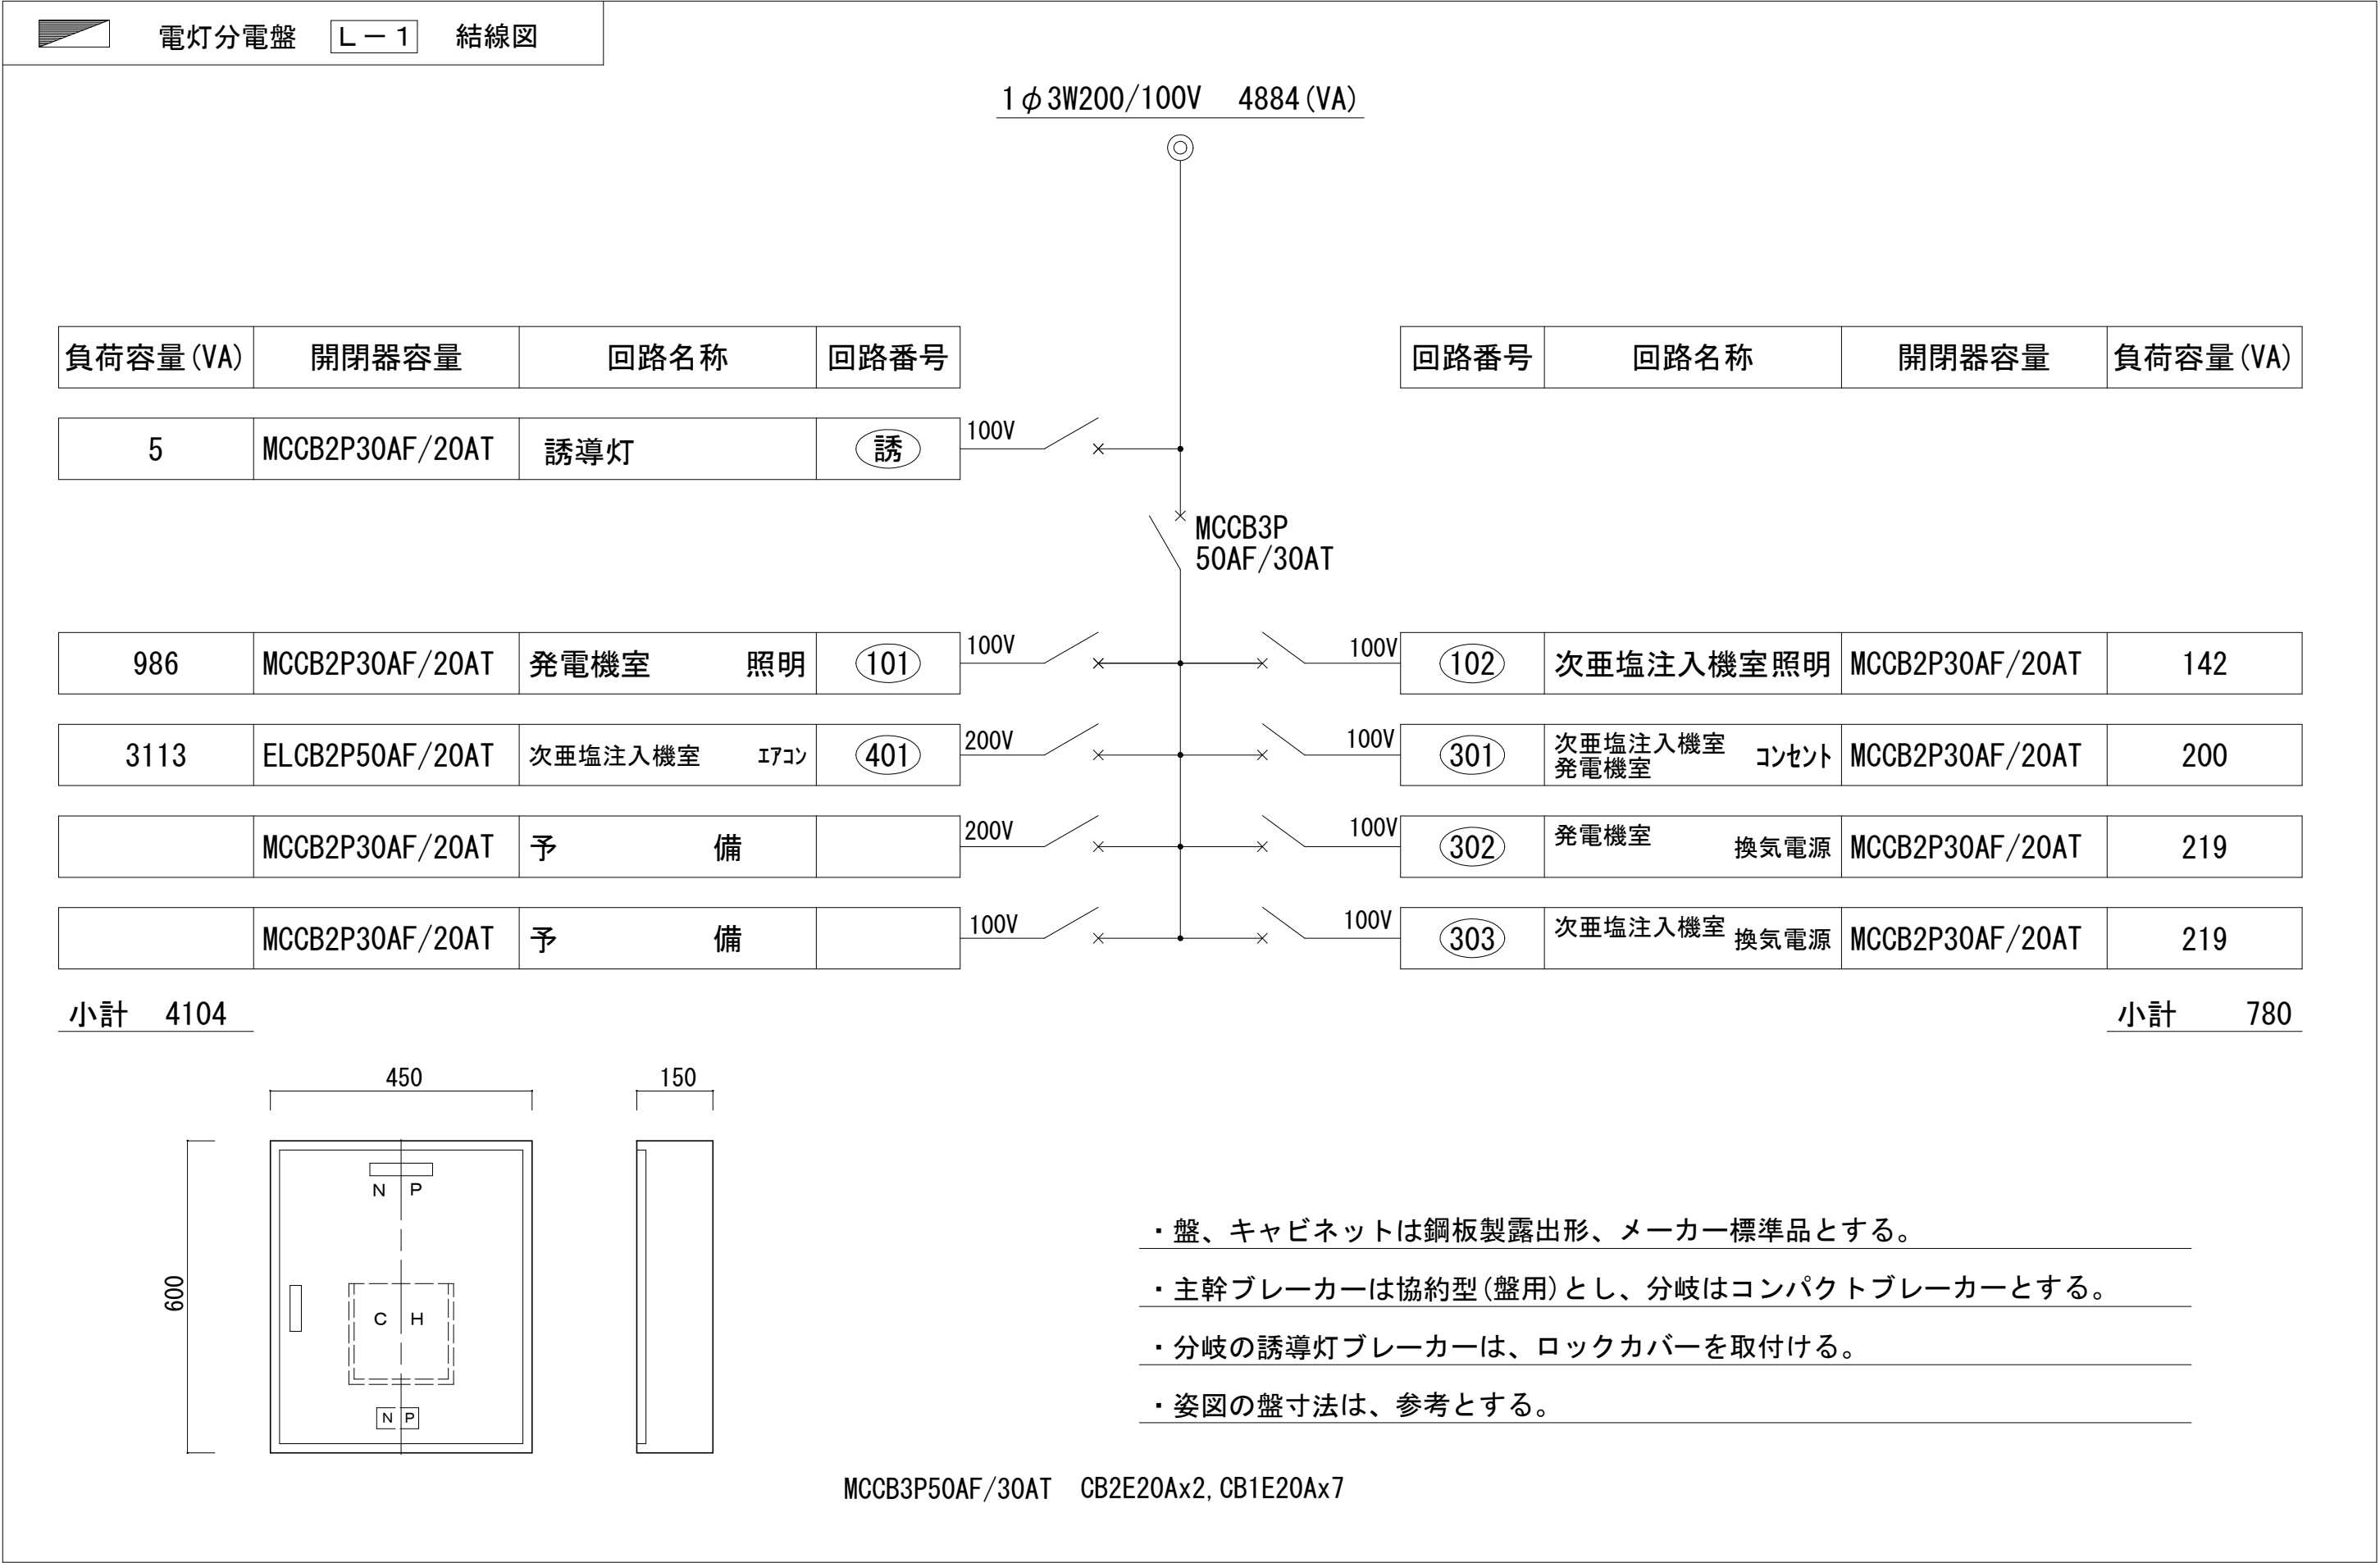 電灯分電盤 L－1 結線図
1φ3W200/100V 4884(VA)
負荷容量(VA) 開閉器容量 回路名称 回路番号
回路番号 回路名称 開閉器容量 負荷容量(VA)
5 MCCB2P30AF/20AT 誘導灯 誘 100V
MCCB3P
50AF/30AT
986 MCCB2P30AF/20AT 発電機室 照明 101 100V
100V 102 次亜塩注入機室照明 MCCB2P30AF/20AT 142
3113 ELCB2P50AF/20AT 次亜塩注入機室 ｴｱｺﾝ 401 200V
100V 301 次亜塩注入機室
発電機室 ｺﾝｾﾝﾄ MCCB2P30AF/20AT 200
MCCB2P30AF/20AT 予 備 200V
100V 302 発電機室 換気電源 MCCB2P30AF/20AT 219
MCCB2P30AF/20AT 予 備 100V
100V 303 次亜塩注入機室 換気電源 MCCB2P30AF/20AT 219
小計 4104
小計 780
450
150
600
N P
C H
N P
・盤、キャビネットは鋼板製露出形、メーカー標準品とする。
・主幹ブレーカーは協約型(盤用)とし、分岐はコンパクトブレーカーとする。
・分岐の誘導灯ブレーカーは、ロックカバーを取付ける。
・姿図の盤寸法は、参考とする。
MCCB3P50AF/30AT CB2E20Ax2,CB1E20Ax7